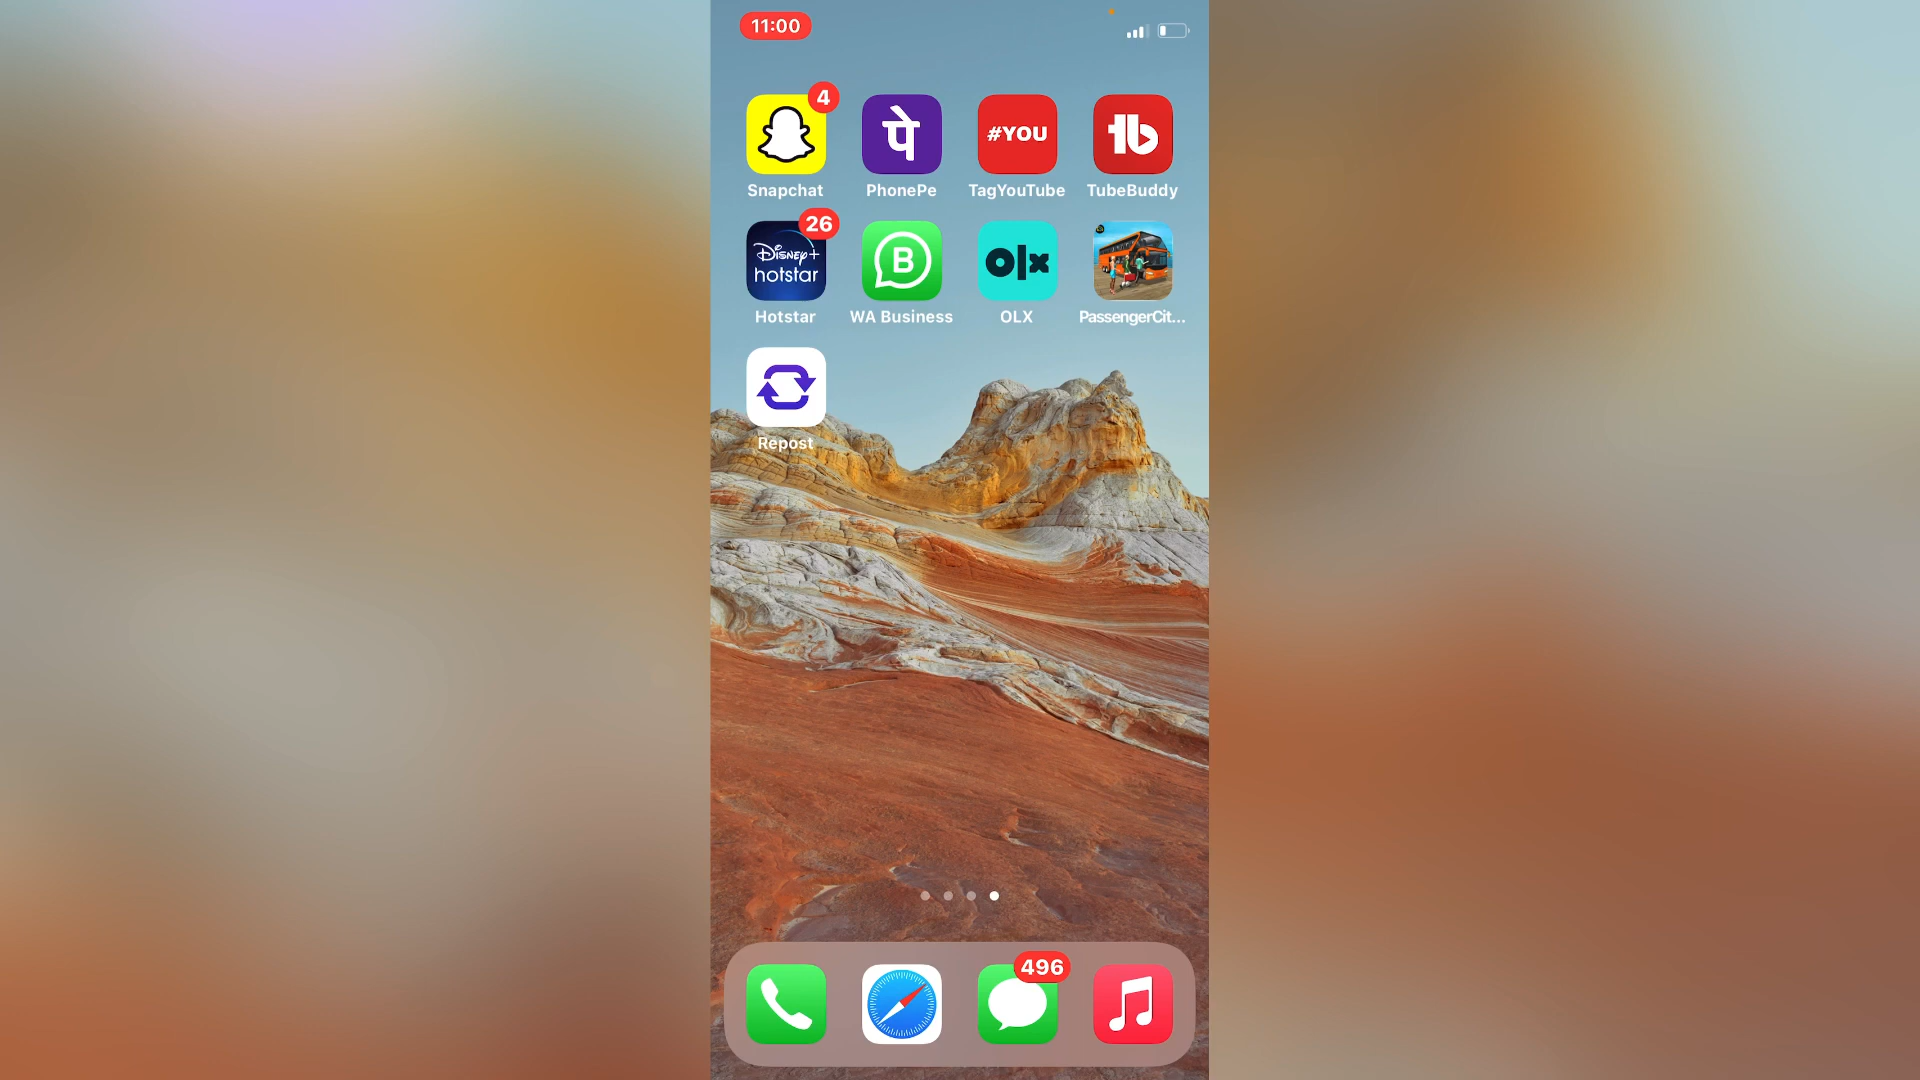 11:00
4
पे
#YOU
tb
Snapchat
PhonePe
TagYouTube
TubeBuddy
26
Disney+
hotstar
B
olx
Hotstar
WA Business
OLX
PassengerCit...
Repost
496